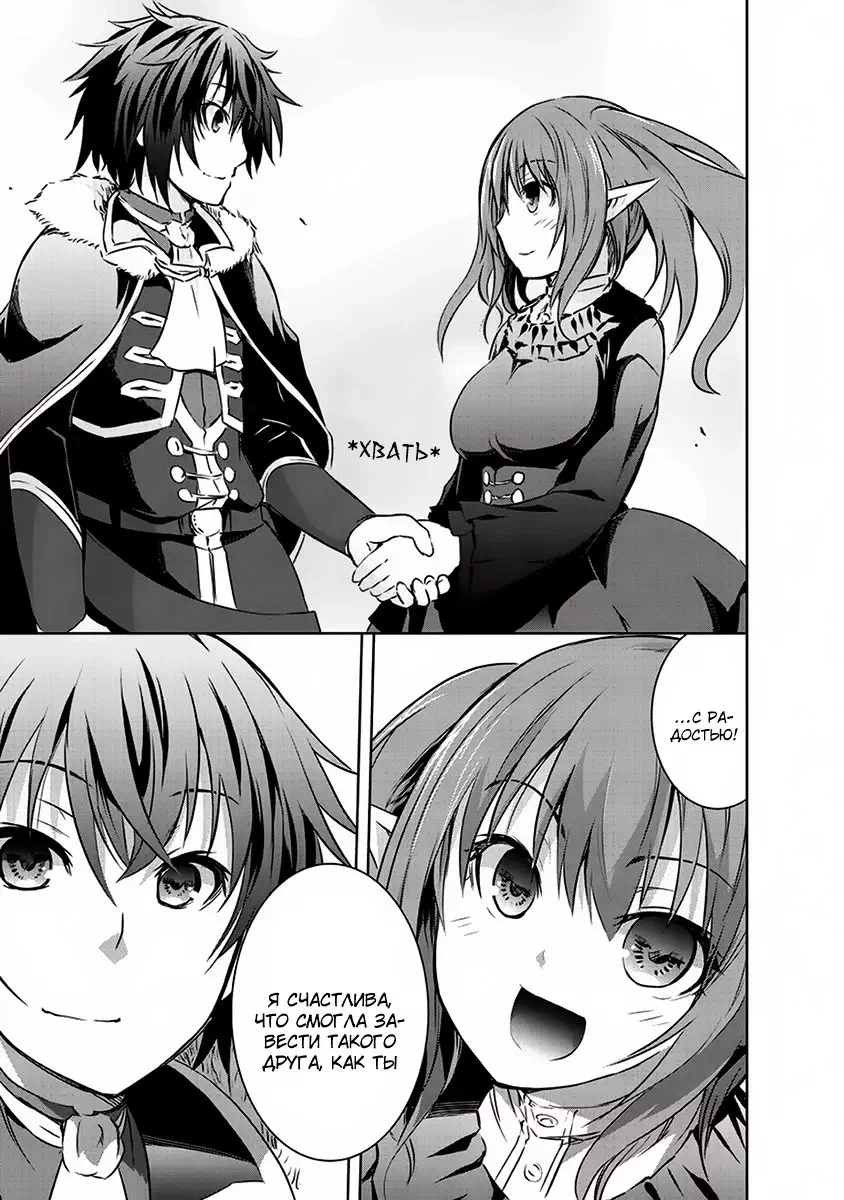 *ХВАТЬ*
...С РА-
ДОСТЬЮ!
Я СЧАСТЛИВА,
ЧТО СМОГЛА ЗА-
ВЕСТИ ТАКОГО
ДРУГА, КАК ТЫ